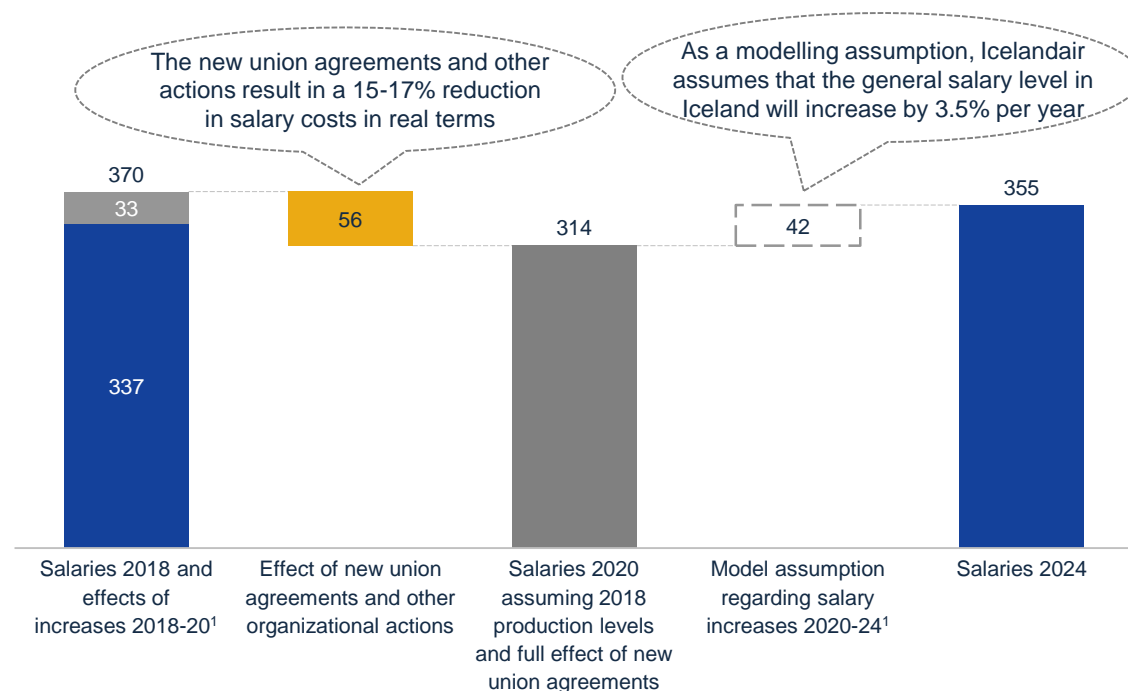 The new union agreements and other
actions result in a 15-17% reduction
in salary costs in real terms
As a modelling assumption, Icelandair
assumes that the general salary level in
Iceland will increase by 3.5% per year
370
33
337
56
314
42
355
Salaries 2018 and
effects of
increases 2018-20¹
Effect of new union
agreements and other
organizational actions
Salaries 2020
assuming 2018
production levels
and full effect of new
union agreements
Model assumption
regarding salary
increases 2020-24¹
Salaries 2024